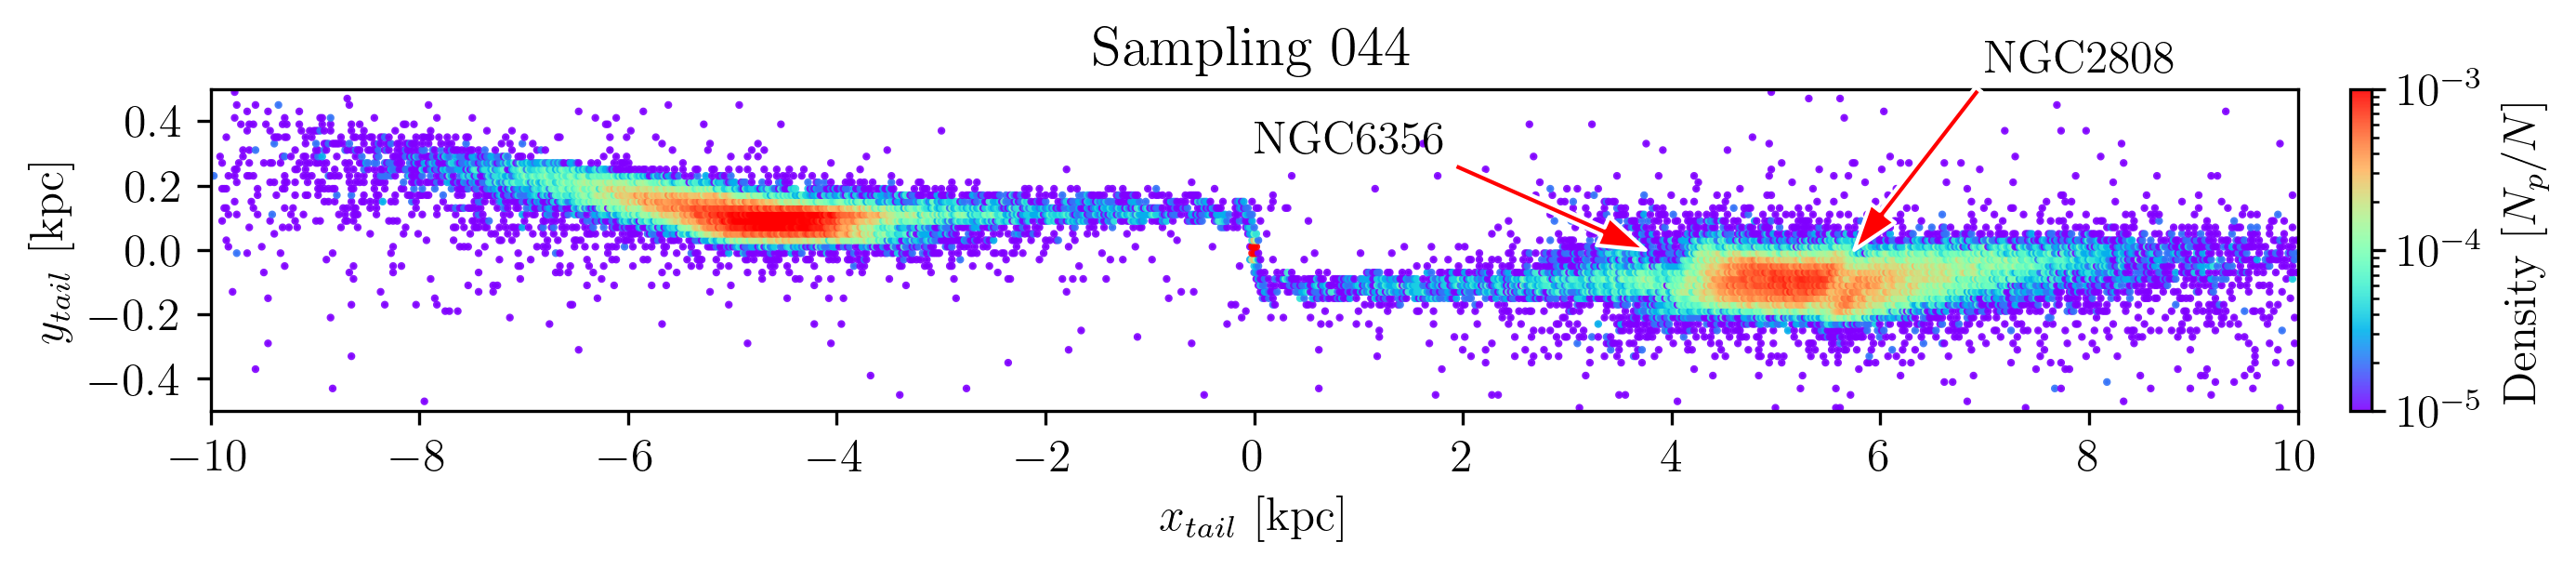 Sampling 044
NGC2808
NGC6356
0.4
0.2
0.0
−0.2
−0.4
y_tail [kpc]
−10 −8 −6 −4 −2 0 2 4 6 8 10
x_tail [kpc]
10^−3
10^−4
10^−5
Density [N_p/N]